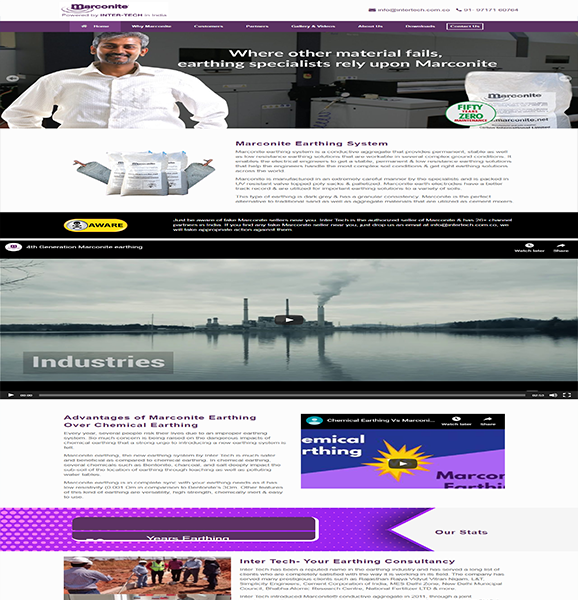 marconite
Powered by INTER-TECH in India
info@intertech.com.co
Home Why Marconite Customers Partners Gallery & Videos About Us Downloads Contact Us
Where other material fails,
earthing specialists rely upon Marconite
marconite
FIFTY
YEARS
ZERO
MAINTENANCE
marconite.net
Marconite Earthing System
Marconite earthing system is a conductive aggregate that provides permanent, stable as well
as low resistance earthing solutions that are workable in several complex ground conditions. It
helps the electrical engineers to get a stable, permanent & low resistance earthing solutions
and help the engineers handle the most complex soil conditions & get right earthing solutions
across the world
Marconite is manufactured in an extremely careful manner by the specialists and is packed in
UV resistant valve topped poly sacks & palletized. Marconite earth electrodes have a better
track record & are utilized for important earthing solutions to a variety of soils.
This type of earthing is dark grey & has a granular consistency. Marconite is the perfect
alternative to traditional sand as well as aggregate materials that are utilized as cement mixers.
AWARE
Just be aware of fake Marconite sellers near you. Inter Tech is the authorized seller of Marconite & has 20+ channel
partners in India. If you find any fake Marconite seller near you, just drop us an email at info@intertech.com.co, we
will take appropriate action against them.
4th Generation Marconite earthing
Watch later Share
Industries
00:00
02:52
Advantages of Marconite Earthing
Over Chemical Earthing
Every year, several people risk their lives due to an improper earthing
system. So much concern is being raised on the dangerous impacts of
chemical earthing that a strong urge to introducing a new earthing system is
felt.
Marconite earthing, the new earthing system by Inter Tech is much safer
and beneficial as compared to chemical earthing. In chemical earthing,
several chemicals such as Bentonite, charcoal, and salt deeply impact the
sub-soil of the location of earthing through leaching as well as polluting
water tables.
Marconite earthing is in complete sync with your earthing needs as it has
low resistivity (0.001 Ωm in comparison to Bentonite's 3Ωm. Other features
of this kind of earthing are versatility, high strength, chemically inert & easy
to use.
Chemical Earthing Vs Marconi...
Watch later Share
hemical
rthing
Marcon
Earthi
Years Earthing
Our Stats
Inter Tech- Your Earthing Consultancy
Inter Tech has been a reputed name in the earthing industry and has served a long list of
clients who are completely satisfied with the way it is working in its field. The company has
served many prestigious clients such as Rajasthan Rajya Vidyut Vitran Nigam, L&T,
Simplicity Engineers, Cement Corporation of India, MES Delhi Zone, New Delhi Municipal
Council, Bhabha Atomic Research Centre, National Fertilizer LTD & more.
Inter Tech introduced Marconite® conductive aggregate in 2011, through a joint